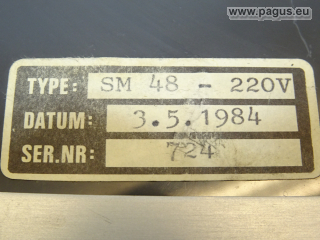 www.pagus.eu
TYPE: SM 48 - 220V
DATUM: 3.5.1984
SER.NR: 724